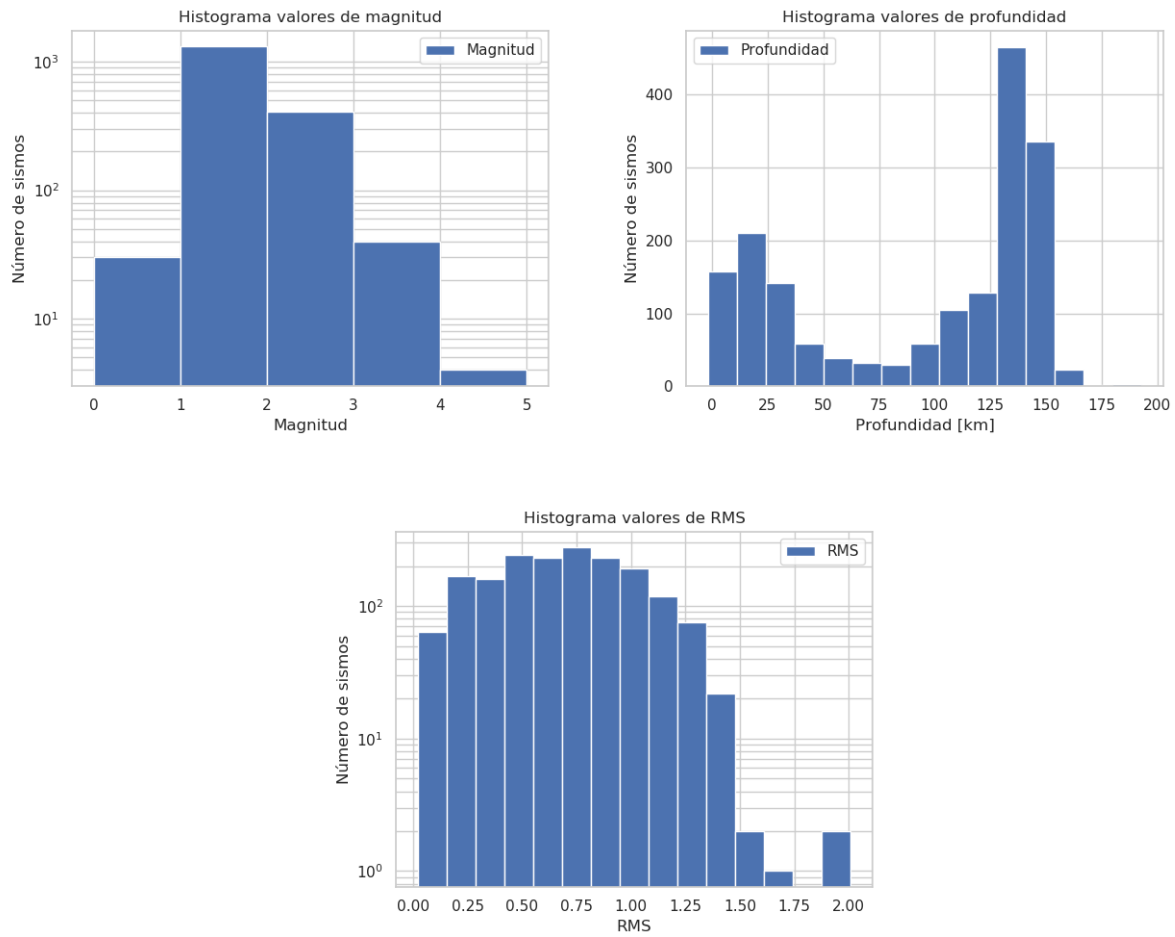 Histograma valores de magnitud
Magnitud
10³
10²
10¹
Número de sismos
0 1 2 3 4 5
Magnitud
Histograma valores de profundidad
Profundidad
400
300
200
100
0
Número de sismos
0 25 50 75 100 125 150 175 200
Profundidad [km]
Histograma valores de RMS
RMS
10²
10¹
10⁰
Número de sismos
0.00 0.25 0.50 0.75 1.00 1.25 1.50 1.75 2.00
RMS